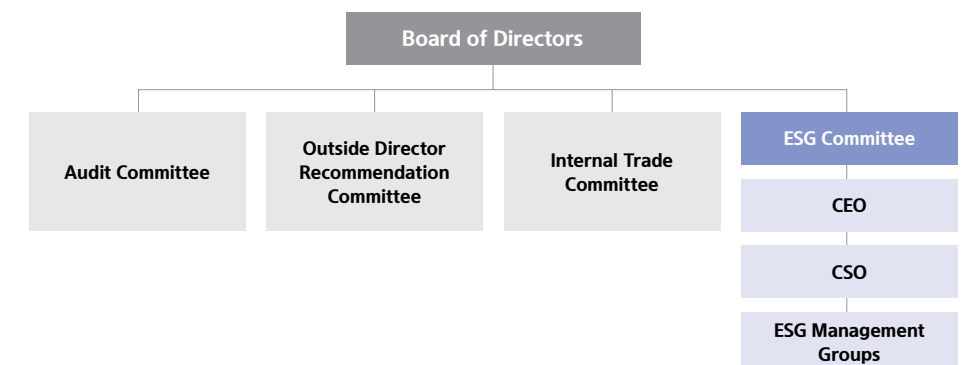 Board of Directors
Audit Committee
Outside Director
Recommendation
Committee
Internal Trade
Committee
ESG Committee
CEO
CSO
ESG Management
Groups